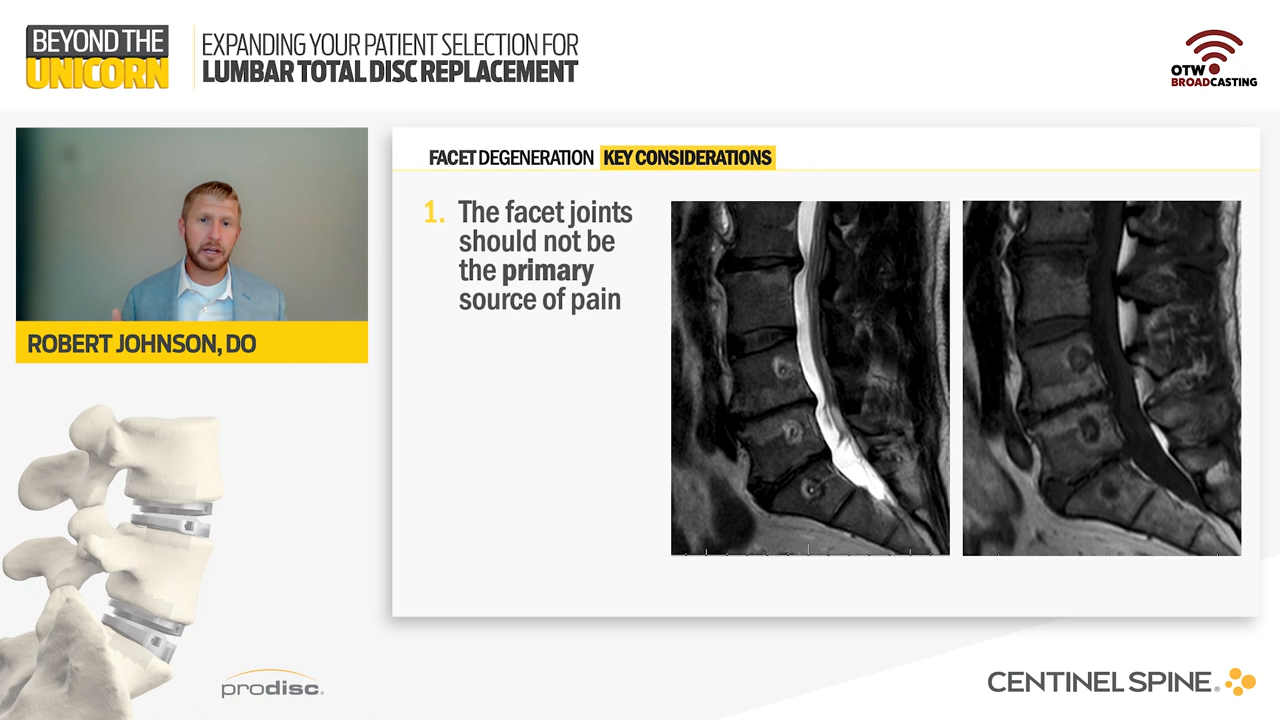 BEYOND THE
UNICORN
EXPANDING YOUR PATIENT SELECTION FOR
LUMBAR TOTAL DISC REPLACEMENT
OTW
BROADCASTING
ROBERT JOHNSON, DO
FACET DEGENERATION KEY CONSIDERATIONS
1. The facet joints
should not be
the primary
source of pain
prodisc®
CENTINEL SPINE®